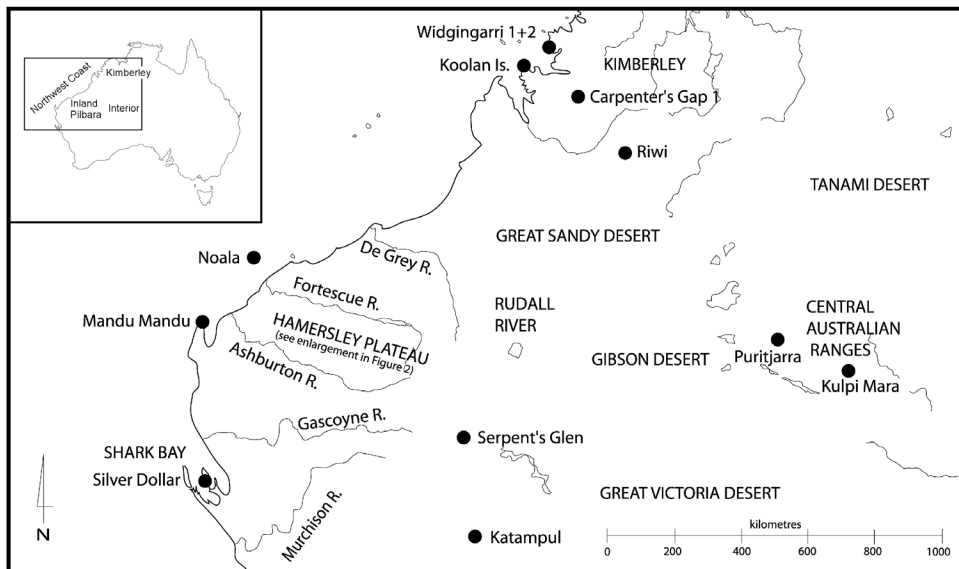 Northwest Coast
Kimberley
Inland
Pilbara
Interior
Widgingarri 1+2
Koolan Is.
KIMBERLEY
Carpenter's Gap 1
Riwi
TANAMI DESERT
GREAT SANDY DESERT
Noala
De Grey R.
Fortescue R.
RUDALL
RIVER
Mandu Mandu
HAMERSLEY PLATEAU
(see enlargement in Figure 2)
CENTRAL
AUSTRALIAN
RANGES
GIBSON DESERT
Puritjarra
Kulpi Mara
Ashburton R.
Gascoyne R.
Serpent's Glen
SHARK BAY
Silver Dollar
GREAT VICTORIA DESERT
Murchison R.
Katampul
N
kilometres
0 200 400 600 800 1000